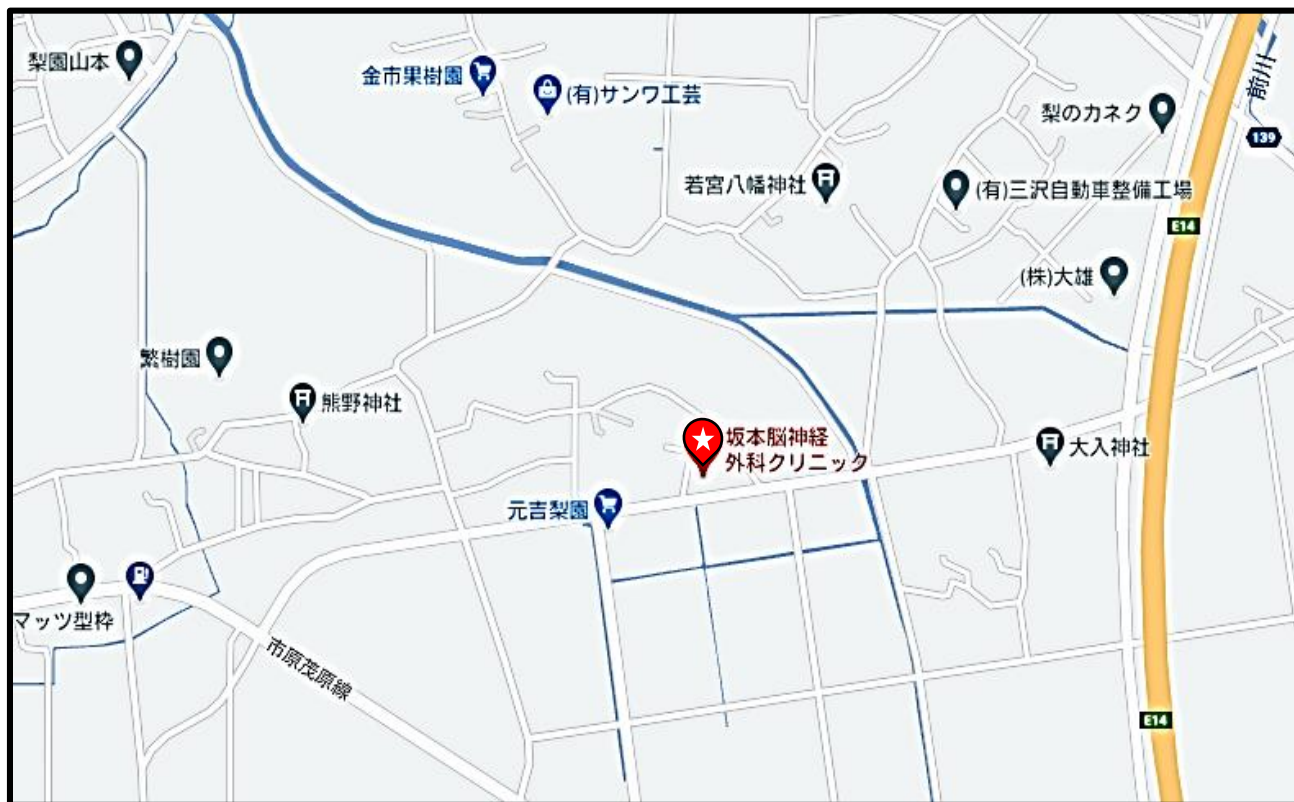 梨園山本
金市果樹園
(有)サンワ工芸
梨のカネク
前川
139
若宮八幡神社
(有)三沢自動車整備工場
E14
(株)大雄
繁樹園
熊野神社
坂本脳神経
外科クリニック
大入神社
元吉梨園
マッツ型枠
市原茂原線
E14